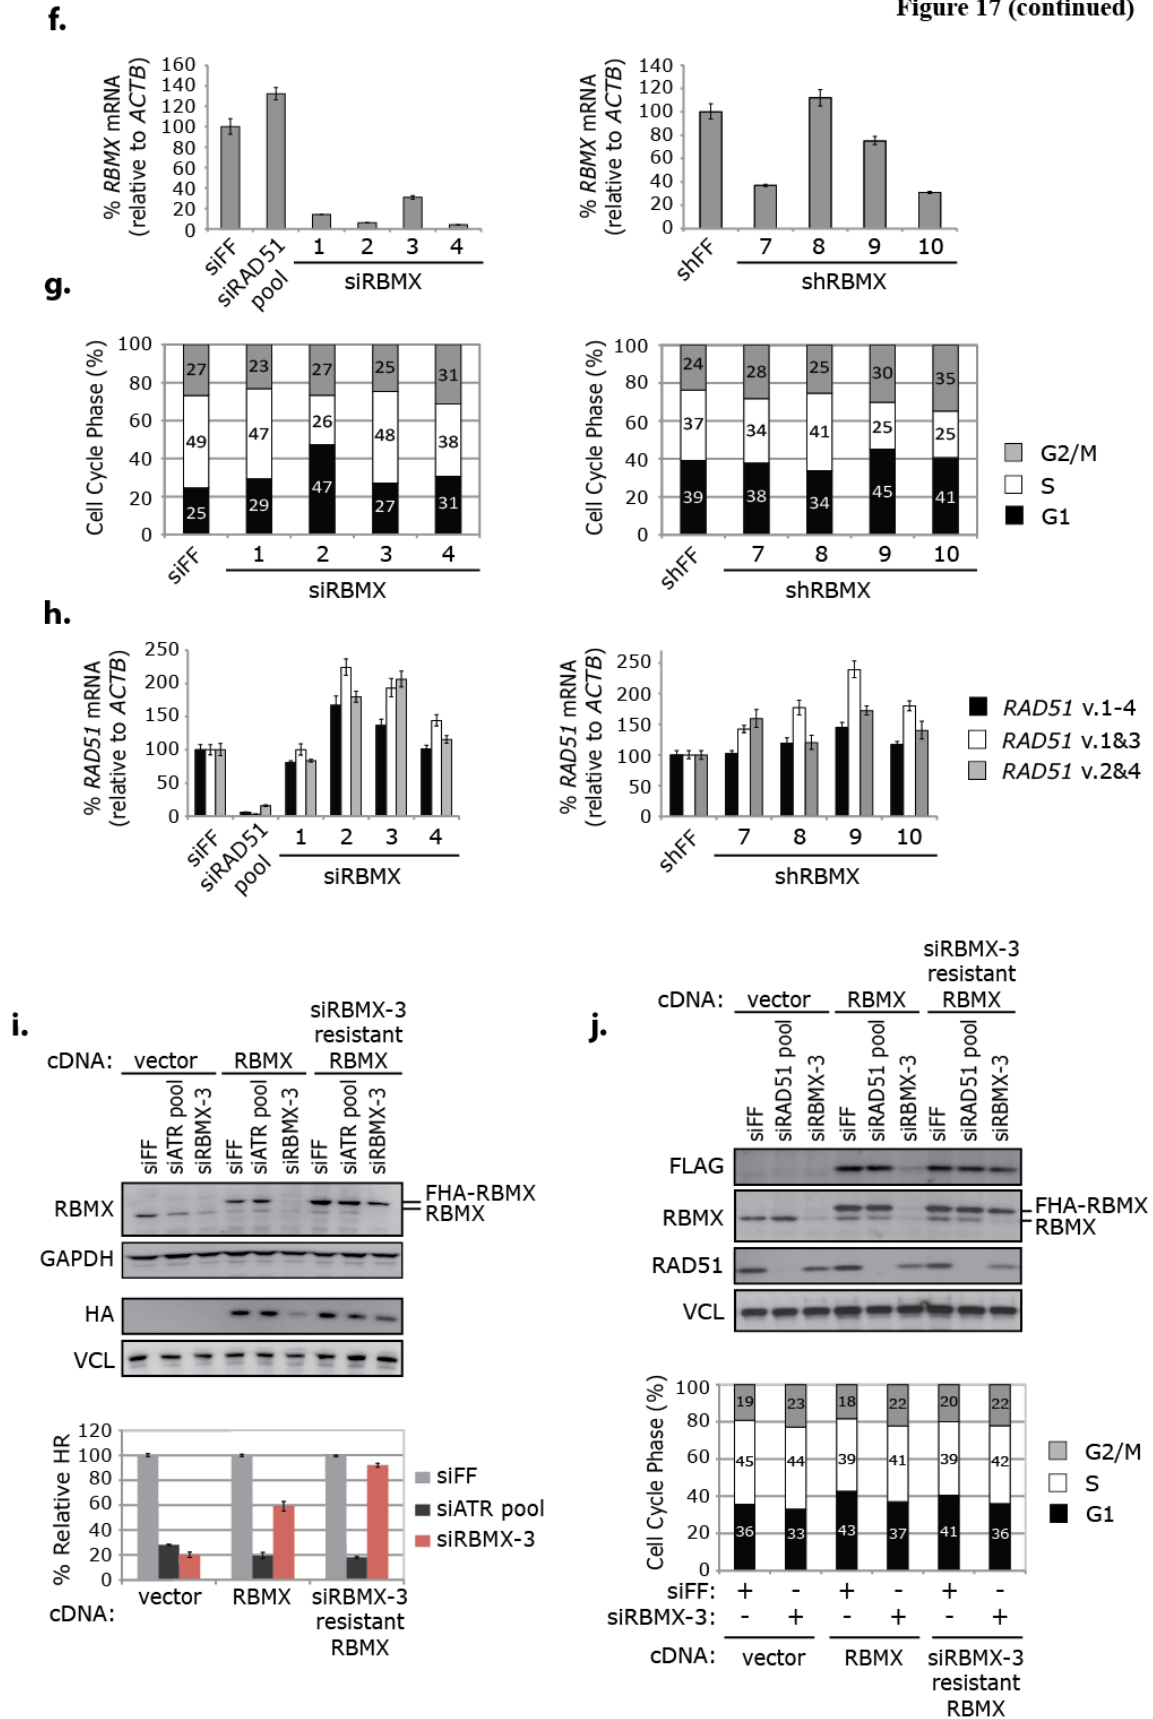 Figure 17 (continued)
f.
% RBMX mRNA
(relative to ACTB)
160
140
120
100
80
60
40
20
0
siFF
siRAD51
pool
1 2 3 4
siRBMX
% RBMX mRNA
(relative to ACTB)
140
120
100
80
60
40
20
0
shFF
7 8 9 10
shRBMX
g.
Cell Cycle Phase (%)
100
80
60
40
20
0
27 23 27 25 31
49 47 26 48 38
25 29 47 27 31
siFF
1 2 3 4
siRBMX
Cell Cycle Phase (%)
100
80
60
40
20
0
24 28 25 30 35
37 34 41 25 25
39 38 34 45 41
shFF
7 8 9 10
shRBMX
G2/M
S
G1
h.
% RAD51 mRNA
(relative to ACTB)
250
200
150
100
50
0
siFF
siRAD51
pool
1 2 3 4
siRBMX
% RAD51 mRNA
(relative to ACTB)
250
200
150
100
50
0
shFF
7 8 9 10
shRBMX
RAD51 v.1-4
RAD51 v.1&3
RAD51 v.2&4
i.
siRBMX-3
resistant
cDNA: vector RBMX RBMX
siFF siATR pool siRBMX-3 siFF siATR pool siRBMX-3 siFF siATR pool siRBMX-3
RBMX
FHA-RBMX
RBMX
GAPDH
HA
VCL
% Relative HR
120
100
80
60
40
20
0
siFF
siATR pool
siRBMX-3
vector RBMX siRBMX-3
cDNA: resistant
RBMX
j.
siRBMX-3
resistant
cDNA: vector RBMX RBMX
siFF siRAD51 pool siRBMX-3 siFF siRAD51 pool siRBMX-3 siFF siRAD51 pool siRBMX-3
FLAG
RBMX
FHA-RBMX
RBMX
RAD51
VCL
Cell Cycle Phase (%)
100
80
60
40
20
0
19 23 18 22 20 22
45 44 39 41 39 42
36 33 43 37 41 36
G2/M
S
G1
siFF: + - + - + -
siRBMX-3: - + - + - +
cDNA: vector RBMX siRBMX-3
resistant
RBMX